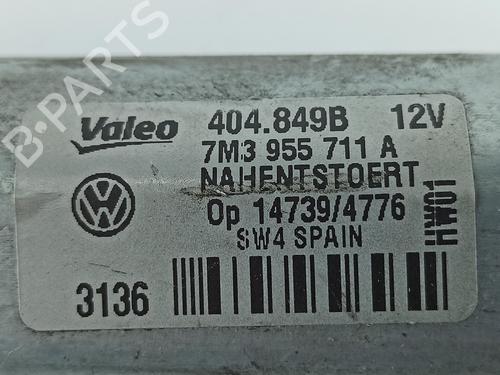 B-PARTS
Valeo 404.849B 12V
7M3 955 711 A
NAHENTSTOERT
Op 14739/4776
SW4 SPAIN
HW01
3136